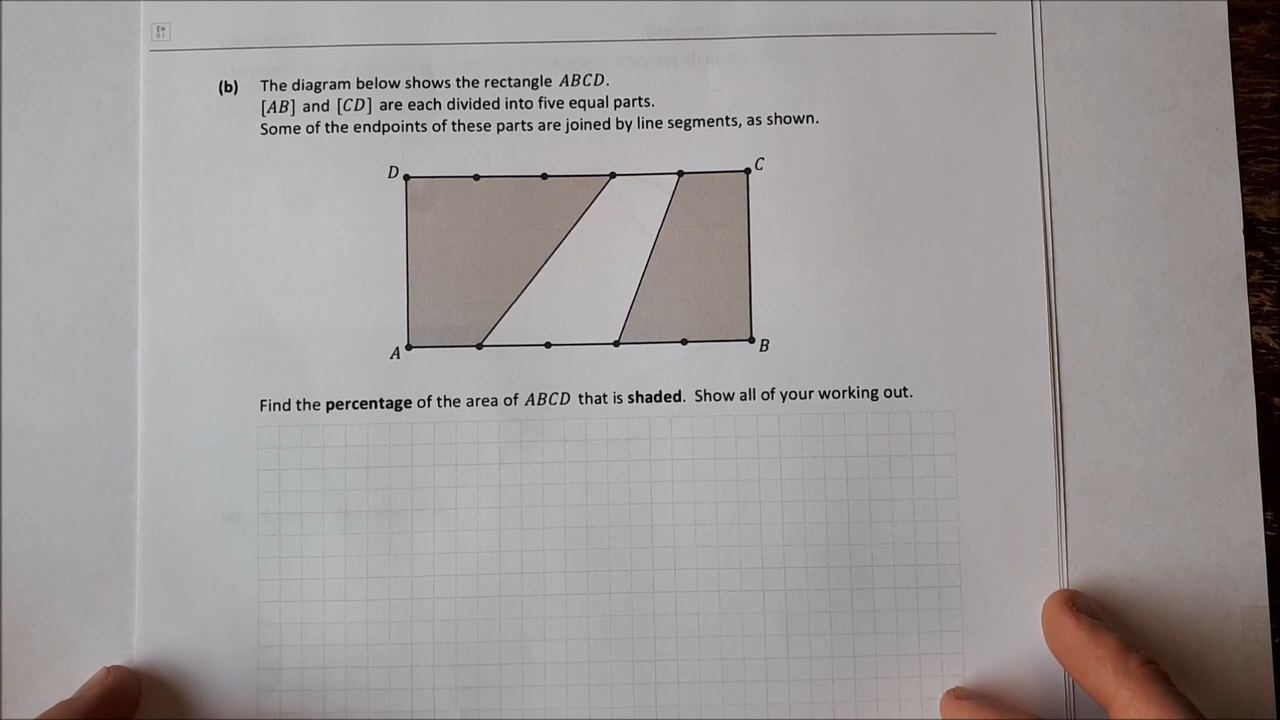 (b) The diagram below shows the rectangle ABCD.
[AB] and [CD] are each divided into five equal parts.
Some of the endpoints of these parts are joined by line segments, as shown.
D
C
A
B
Find the percentage of the area of ABCD that is shaded. Show all of your working out.